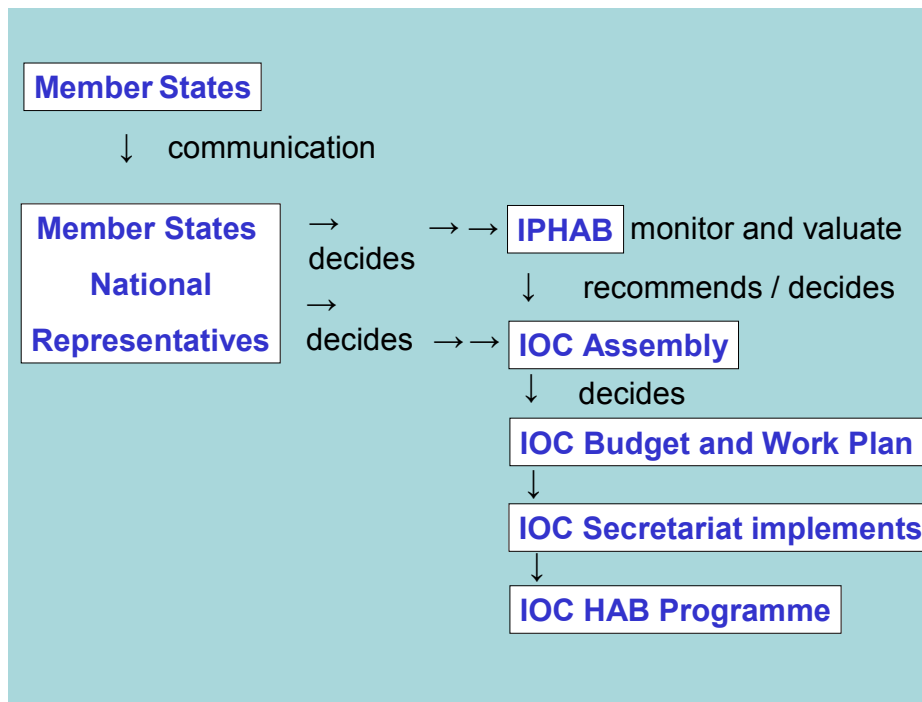 Member States
↓ communication
Member States → → → IPHAB monitor and valuate
decides
National ↓ recommends / decides
→
Representatives decides → → IOC Assembly
↓ decides
IOC Budget and Work Plan
↓
IOC Secretariat implements
↓
IOC HAB Programme